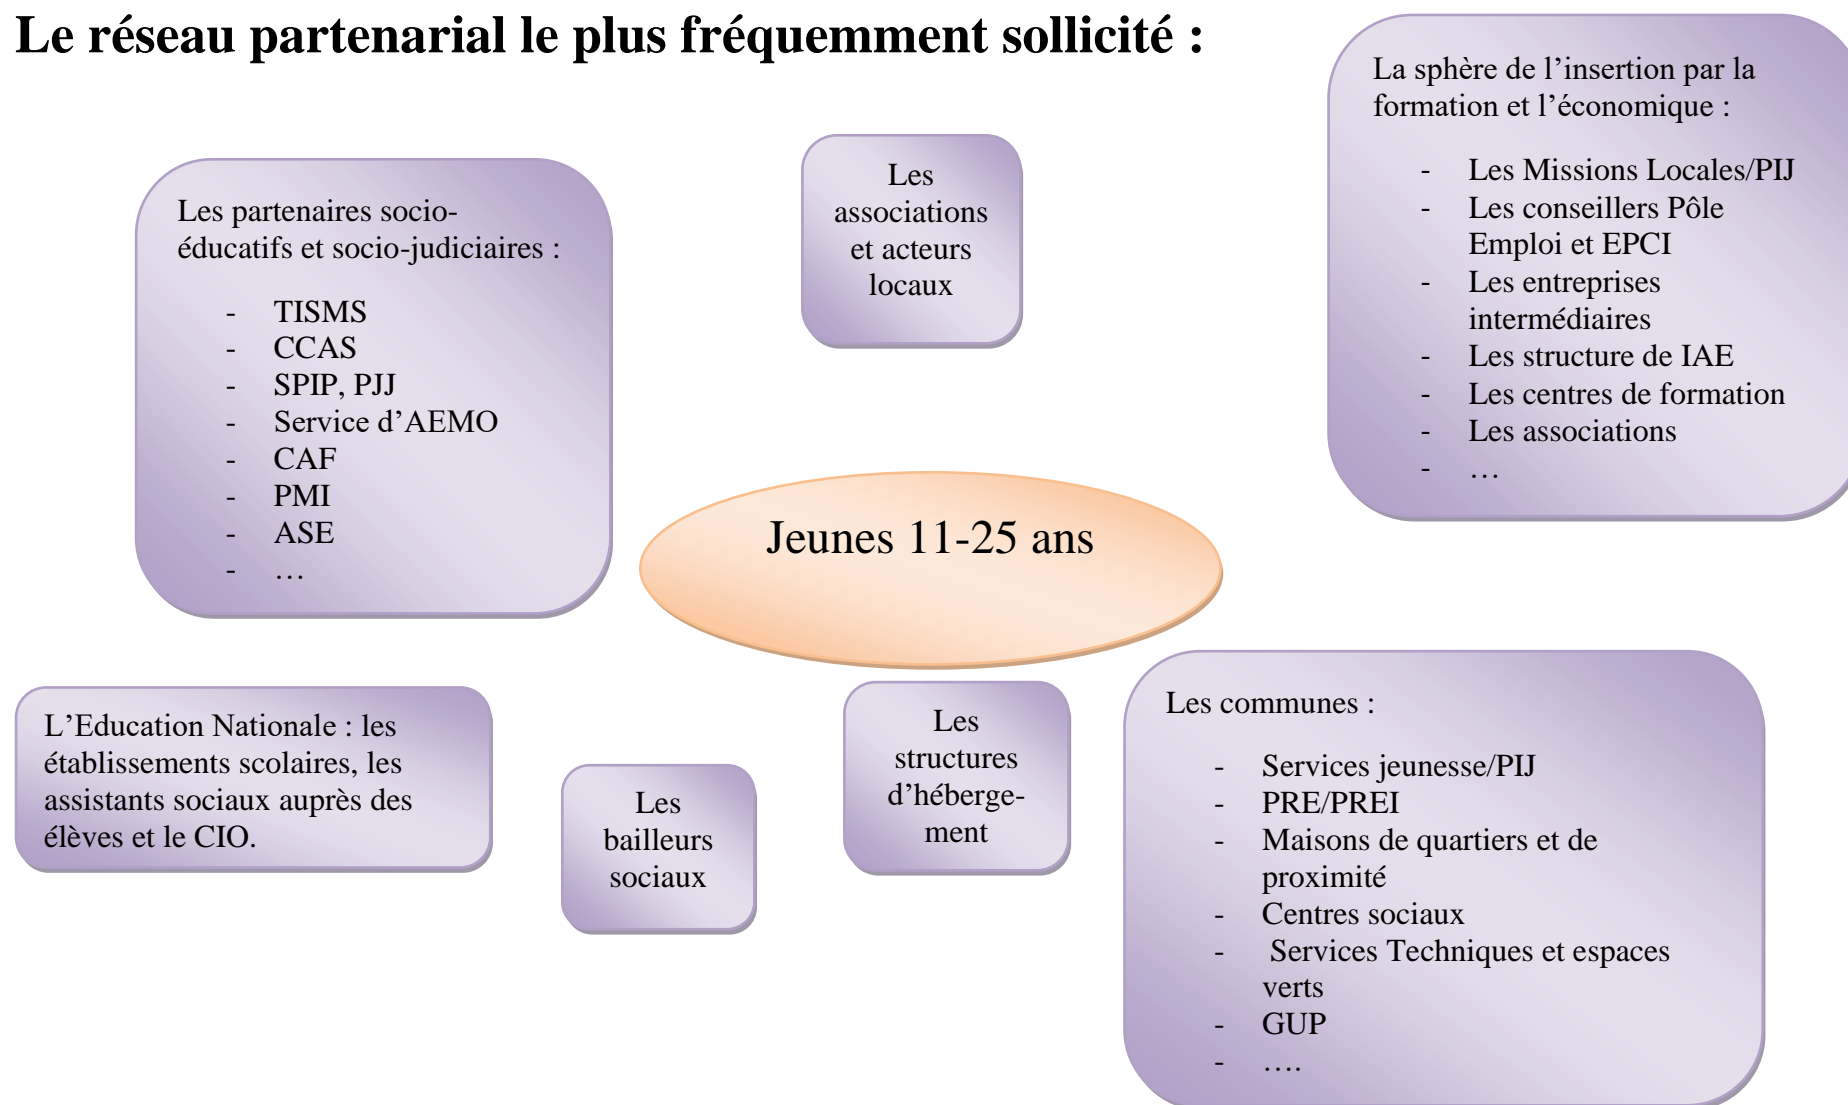 Le réseau partenarial le plus fréquemment sollicité :
La sphère de l’insertion par la
formation et l’économique :
- Les Missions Locales/PIJ
- Les conseillers Pôle
Emploi et EPCI
- Les entreprises
intermédiaires
- Les structure de IAE
- Les centres de formation
- Les associations
- …
Les
associations
et acteurs
locaux
Les partenaires socio-
éducatifs et socio-judiciaires :
- TISMS
- CCAS
- SPIP, PJJ
- Service d’AEMO
- CAF
- PMI
- ASE
- …
Jeunes 11-25 ans
L’Education Nationale : les
établissements scolaires, les
assistants sociaux auprès des
élèves et le CIO.
Les
bailleurs
sociaux
Les
structures
d’héberge-
ment
Les communes :
- Services jeunesse/PIJ
- PRE/PREI
- Maisons de quartiers et de
proximité
- Centres sociaux
- Services Techniques et espaces
verts
- GUP
- ….